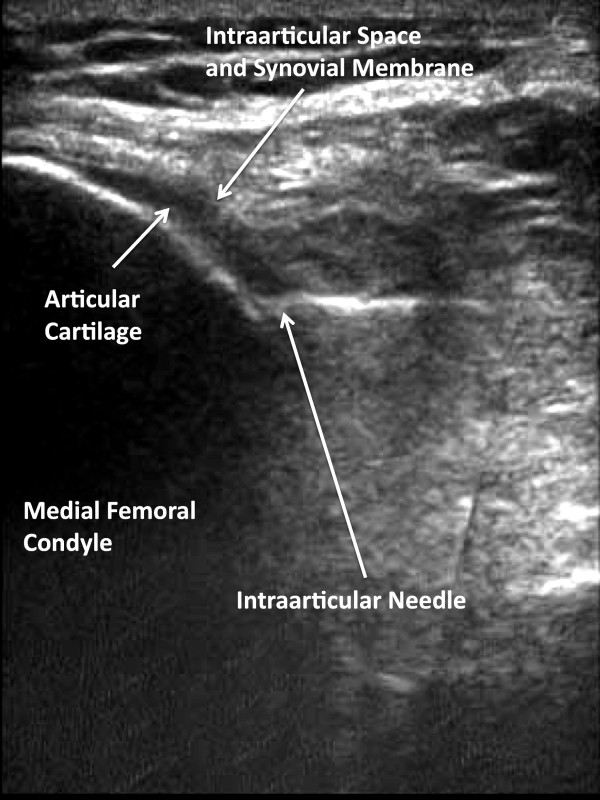 Intraarticular Space
and Synovial Membrane
Articular
Cartilage
Medial Femoral
Condyle
Intraarticular Needle